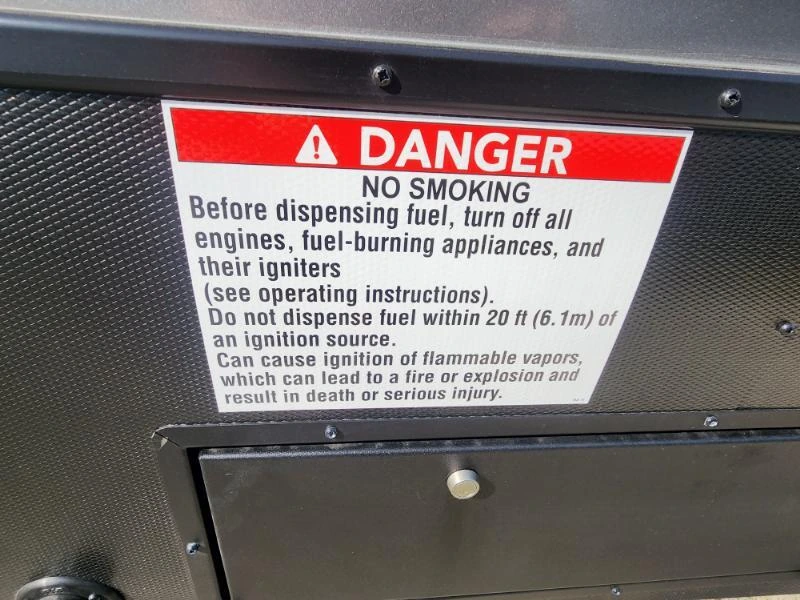 DANGER
NO SMOKING
Before dispensing fuel, turn off all
engines, fuel-burning appliances, and
their igniters
(see operating instructions).
Do not dispense fuel within 20 ft (6.1m) of
an ignition source.
Can cause ignition of flammable vapors,
which can lead to a fire or explosion and
result in death or serious injury.